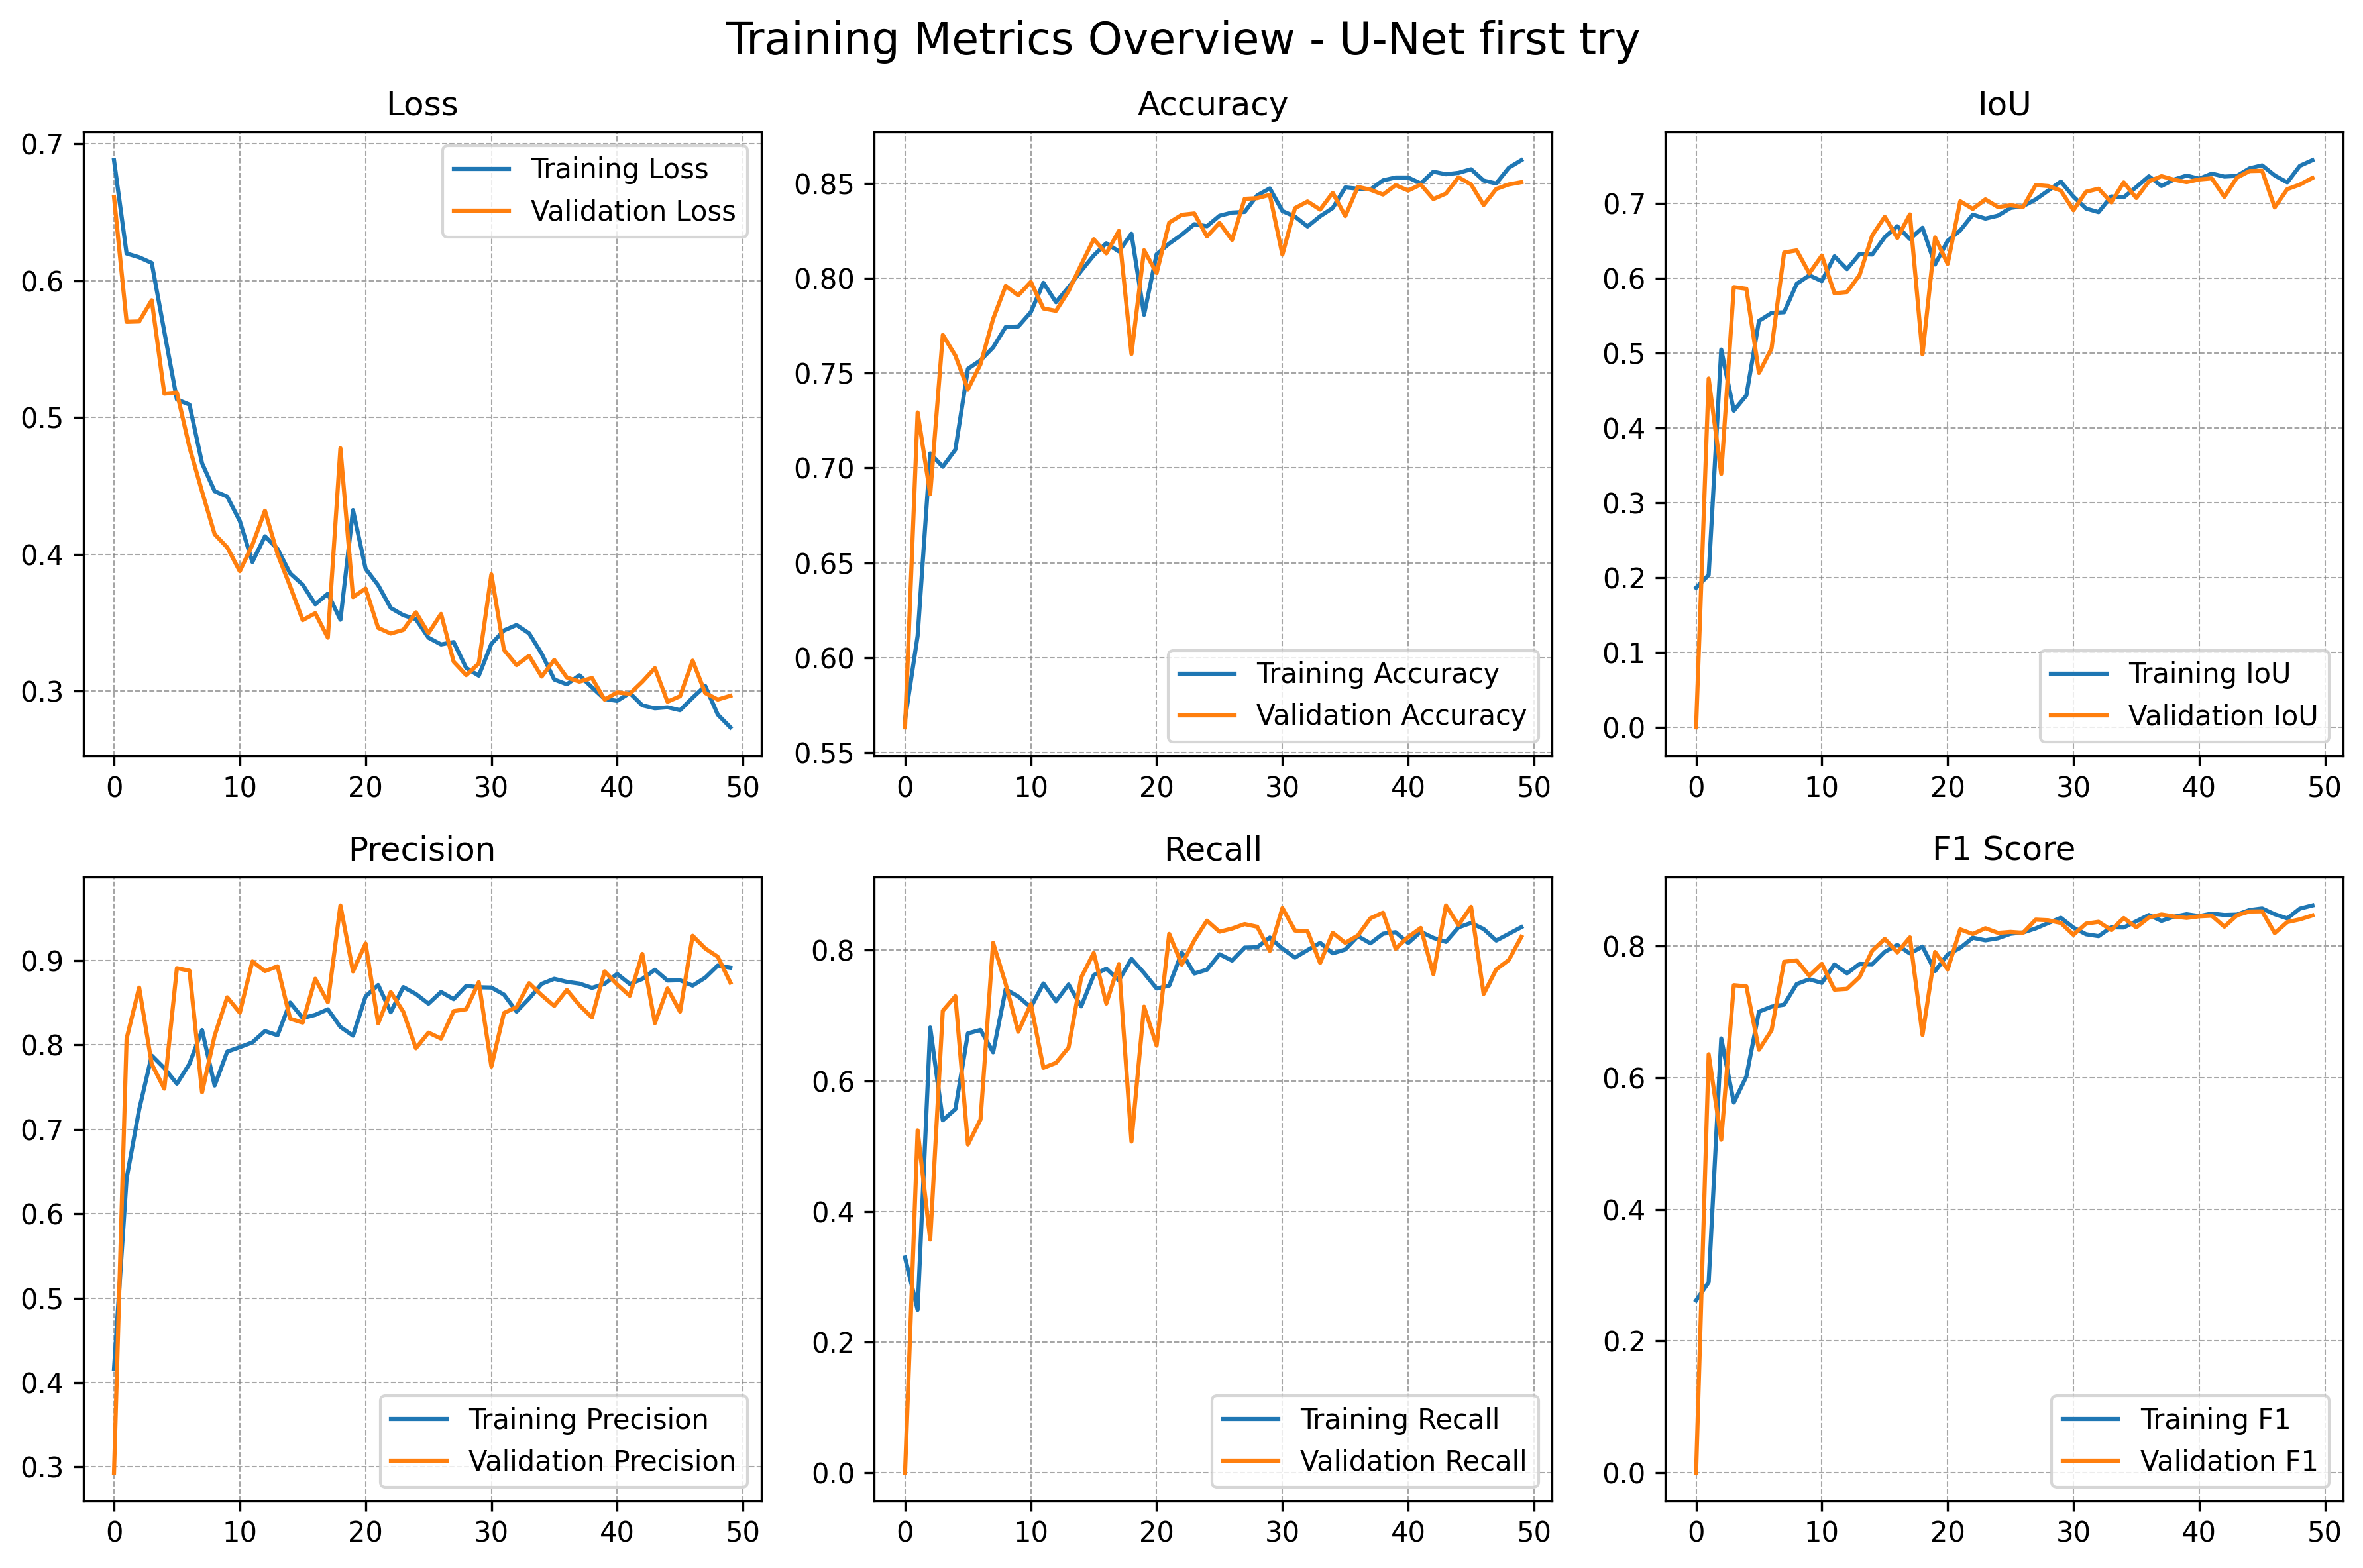 Training Metrics Overview - U-Net first try
Loss
0.7
0.6
0.5
0.4
0.3
0 10 20 30 40 50
Training Loss
Validation Loss
Accuracy
0.85
0.80
0.75
0.70
0.65
0.60
0.55
0 10 20 30 40 50
Training Accuracy
Validation Accuracy
IoU
0.7
0.6
0.5
0.4
0.3
0.2
0.1
0.0
0 10 20 30 40 50
Training IoU
Validation IoU
Precision
0.9
0.8
0.7
0.6
0.5
0.4
0.3
0 10 20 30 40 50
Training Precision
Validation Precision
Recall
0.8
0.6
0.4
0.2
0.0
0 10 20 30 40 50
Training Recall
Validation Recall
F1 Score
0.8
0.6
0.4
0.2
0.0
0 10 20 30 40 50
Training F1
Validation F1